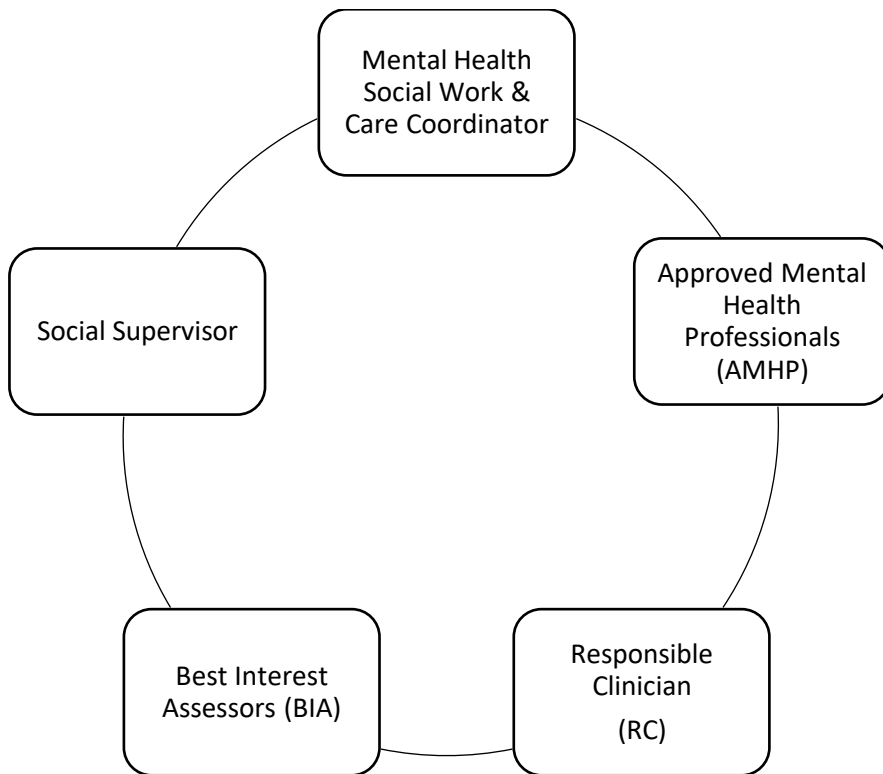 Mental Health
Social Work &
Care Coordinator
Approved Mental
Health
Professionals
(AMHP)
Responsible
Clinician
(RC)
Best Interest
Assessors (BIA)
Social Supervisor